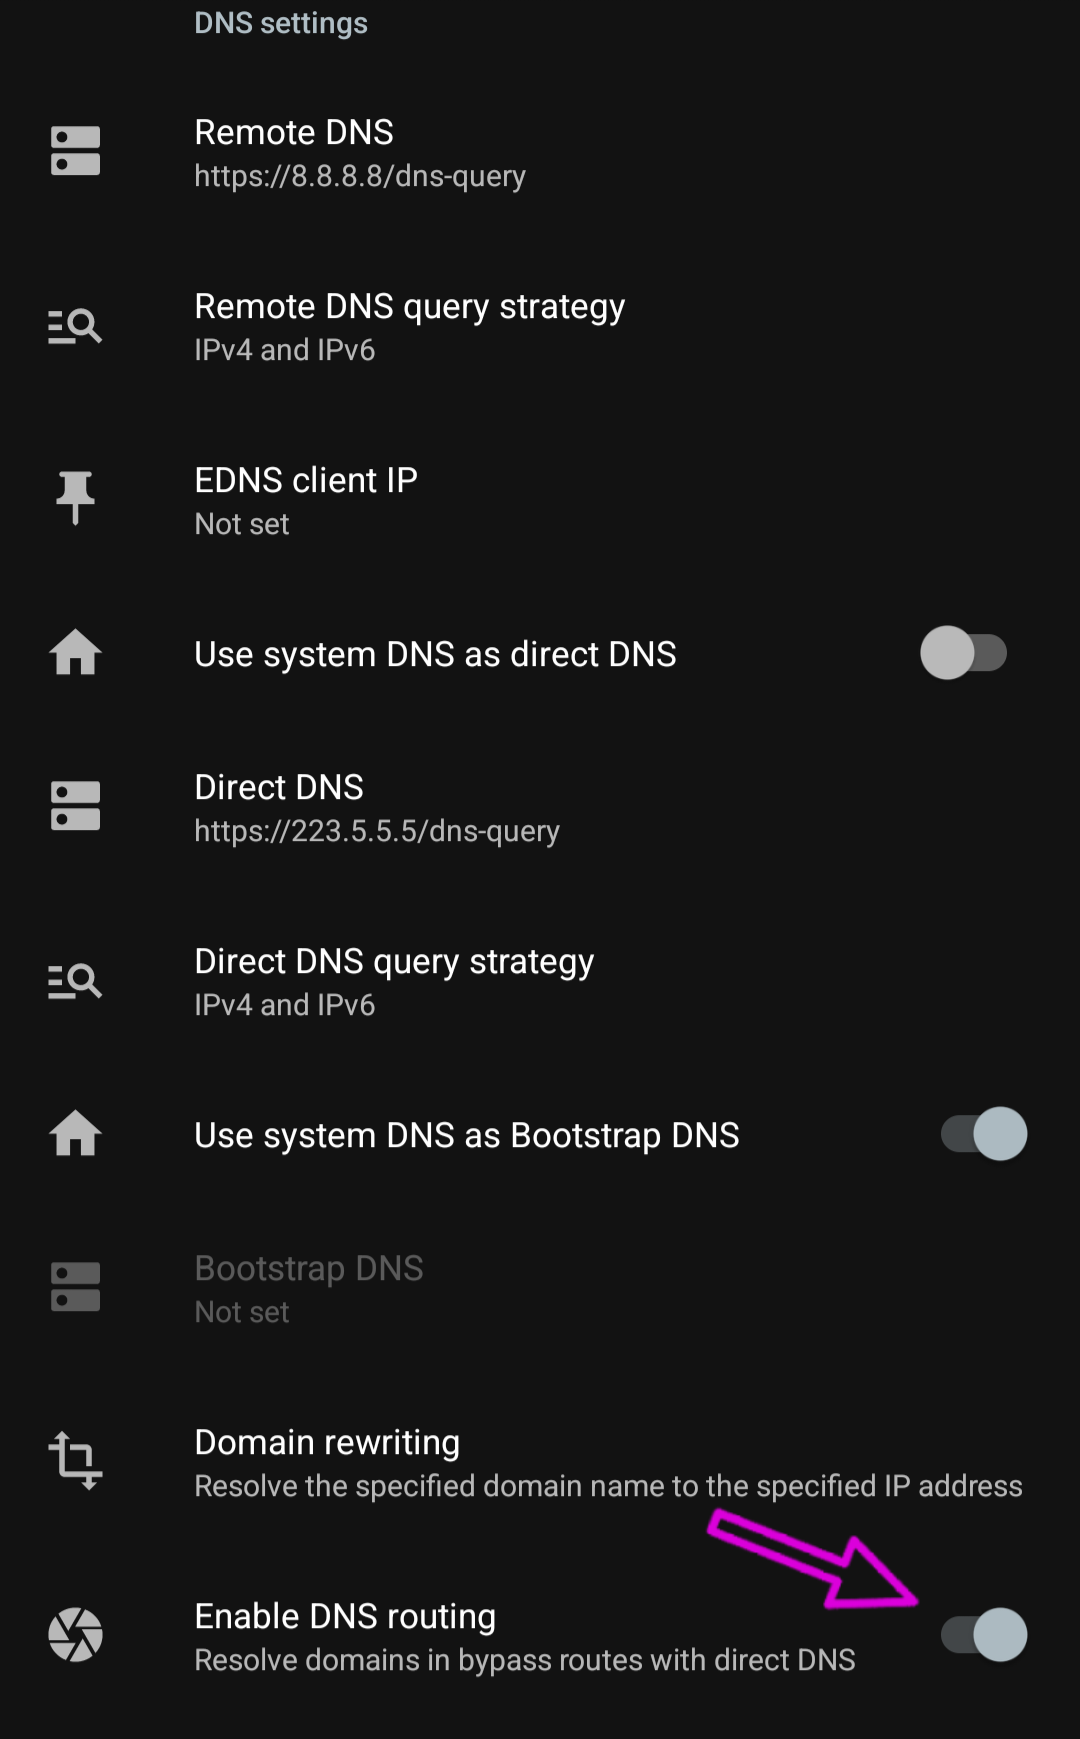 DNS settings
Remote DNS
https://8.8.8.8/dns-query
Remote DNS query strategy
IPv4 and IPv6
EDNS client IP
Not set
Use system DNS as direct DNS
Direct DNS
https://223.5.5.5/dns-query
Direct DNS query strategy
IPv4 and IPv6
Use system DNS as Bootstrap DNS
Bootstrap DNS
Not set
Domain rewriting
Resolve the specified domain name to the specified IP address
Enable DNS routing
Resolve domains in bypass routes with direct DNS